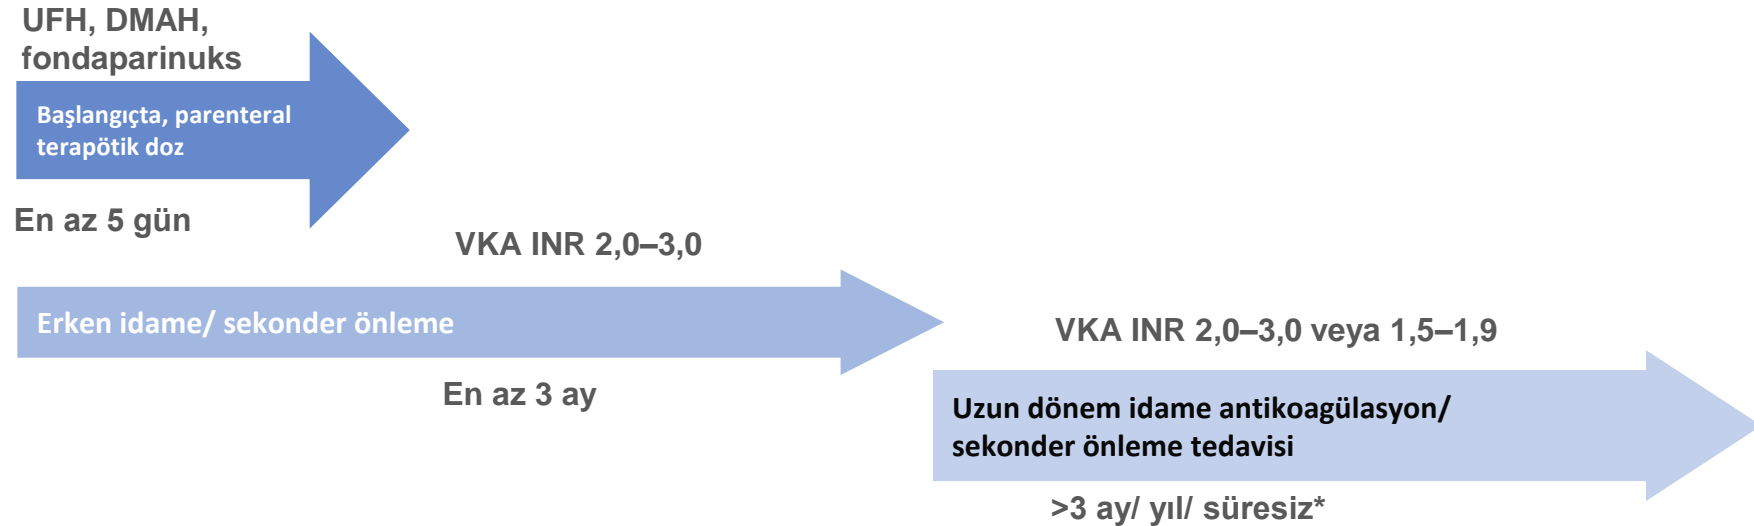 UFH, DMAH,
fondaparinuks
Başlangıçta, parenteral
terapötik doz
En az 5 gün
VKA INR 2,0–3,0
Erken idame/ sekonder önleme
En az 3 ay
VKA INR 2,0–3,0 veya 1,5–1,9
Uzun dönem idame antikoagülasyon/
sekonder önleme tedavisi
>3 ay/ yıl/ süresiz*